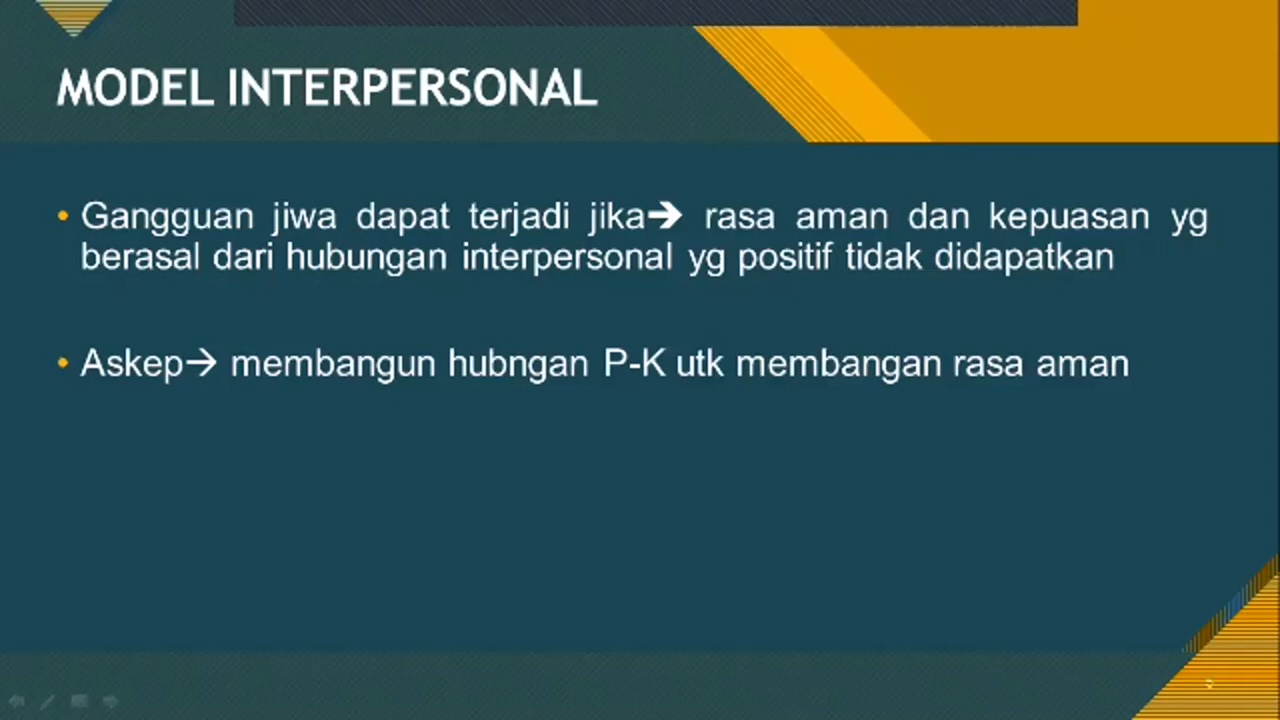 MODEL INTERPERSONAL
• Gangguan jiwa dapat terjadi jika➔ rasa aman dan kepuasan yg
berasal dari hubungan interpersonal yg positif tidak didapatkan
• Askep→ membangun hubngan P-K utk membangan rasa aman